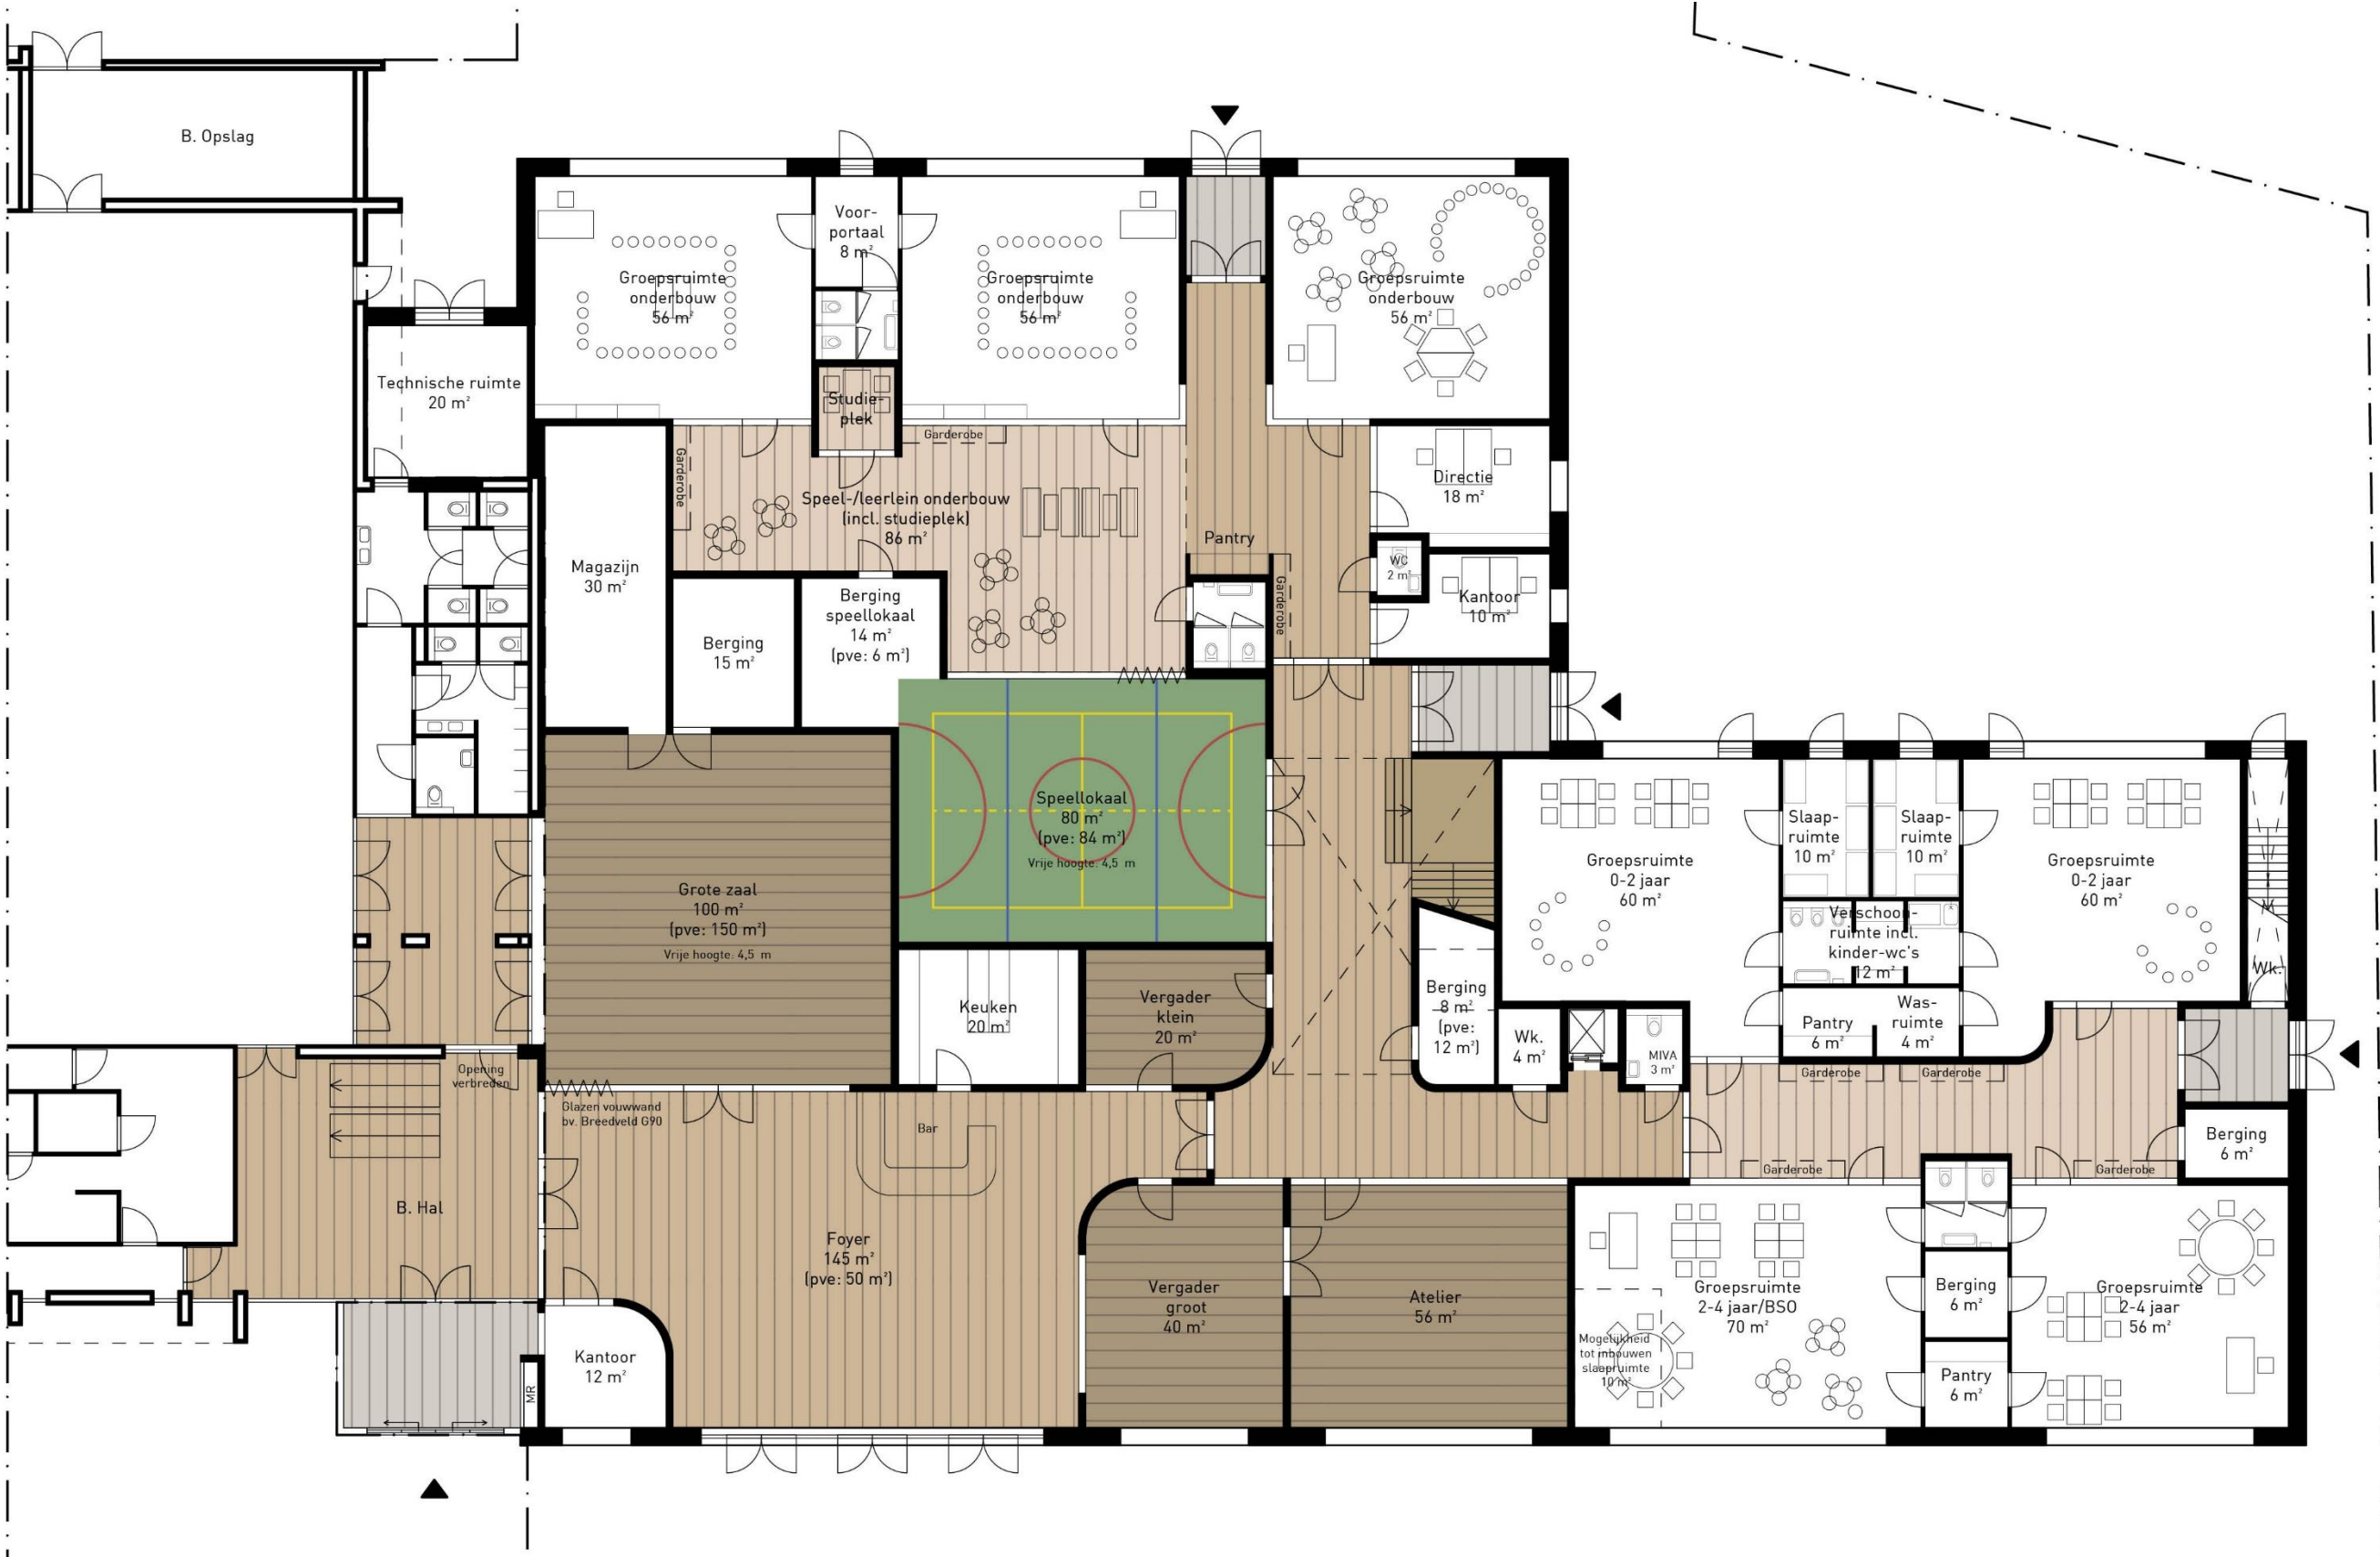 B. Opslag
Voor-
portaal
8 m²
Groepsruimte
onderbouw
56 m²
Groepsruimte
onderbouw
56 m²
Groepsruimte
onderbouw
56 m²
Technische ruimte
20 m²
Studie-
plek
Garderobe
Garderobe
Speel-/leerlein onderbouw
(incl. studieplek)
86 m²
Directie
18 m²
Pantry
WC
2 m²
Kantoor
10 m²
Garderobe
Magazijn
30 m²
Berging
15 m²
Berging
speellokaal
14 m²
(pve: 6 m²)
Speellokaal
80 m²
(pve: 84 m²)
Vrije hoogte: 4,5 m
Grote zaal
100 m²
(pve: 150 m²)
Vrije hoogte: 4,5 m
Groepsruimte
0-2 jaar
60 m²
Slaap-
ruimte
10 m²
Slaap-
ruimte
10 m²
Groepsruimte
0-2 jaar
60 m²
Verschoon-
ruimte incl.
kinder-wc's
12 m²
Wk.
Keuken
20 m²
Vergader
klein
20 m²
Berging
8 m²
(pve:
12 m²)
Wk.
4 m²
MIVA
3 m²
Pantry
6 m²
Was-
ruimte
4 m²
Garderobe
Garderobe
Opening
verbreden
Glazen vouwwand
bv. Breedveld G90
Bar
Berging
6 m²
Garderobe
Garderobe
B. Hal
Foyer
145 m²
(pve: 50 m²)
Vergader
groot
40 m²
Atelier
56 m²
Groepsruimte
2-4 jaar/BSO
70 m²
Mogelijkheid
tot inbouwen
slaapruimte
10 m²
Berging
6 m²
Pantry
6 m²
Groepsruimte
2-4 jaar
56 m²
Kantoor
12 m²
MR